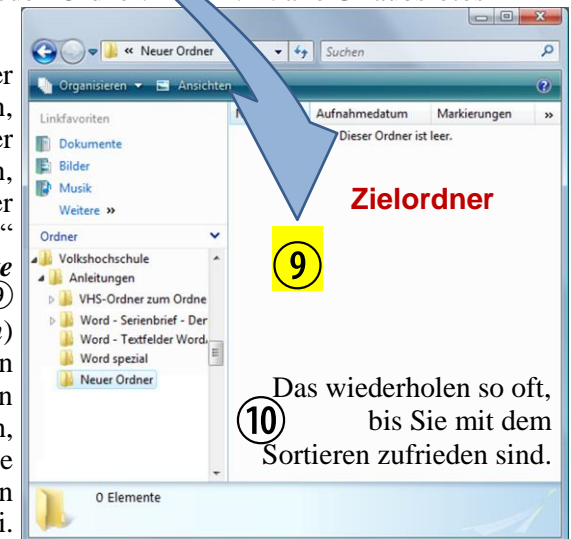 « Neuer Ordner
Suchen
Organisieren
Ansichten
Linkfavoriten
Dokumente
Bilder
Musik
Weitere »
Ordner
Volkshochschule
Anleitungen
VHS-Ordner zum Ordne
Word - Serienbrief - Der
Word - Textfelder Word
Word spezial
Neuer Ordner
Aufnahmedatum Markierungen »
Dieser Ordner ist leer.
Zielordner
9
10 Das wiederholen so oft,
bis Sie mit dem
Sortieren zufrieden sind.
0 Elemente